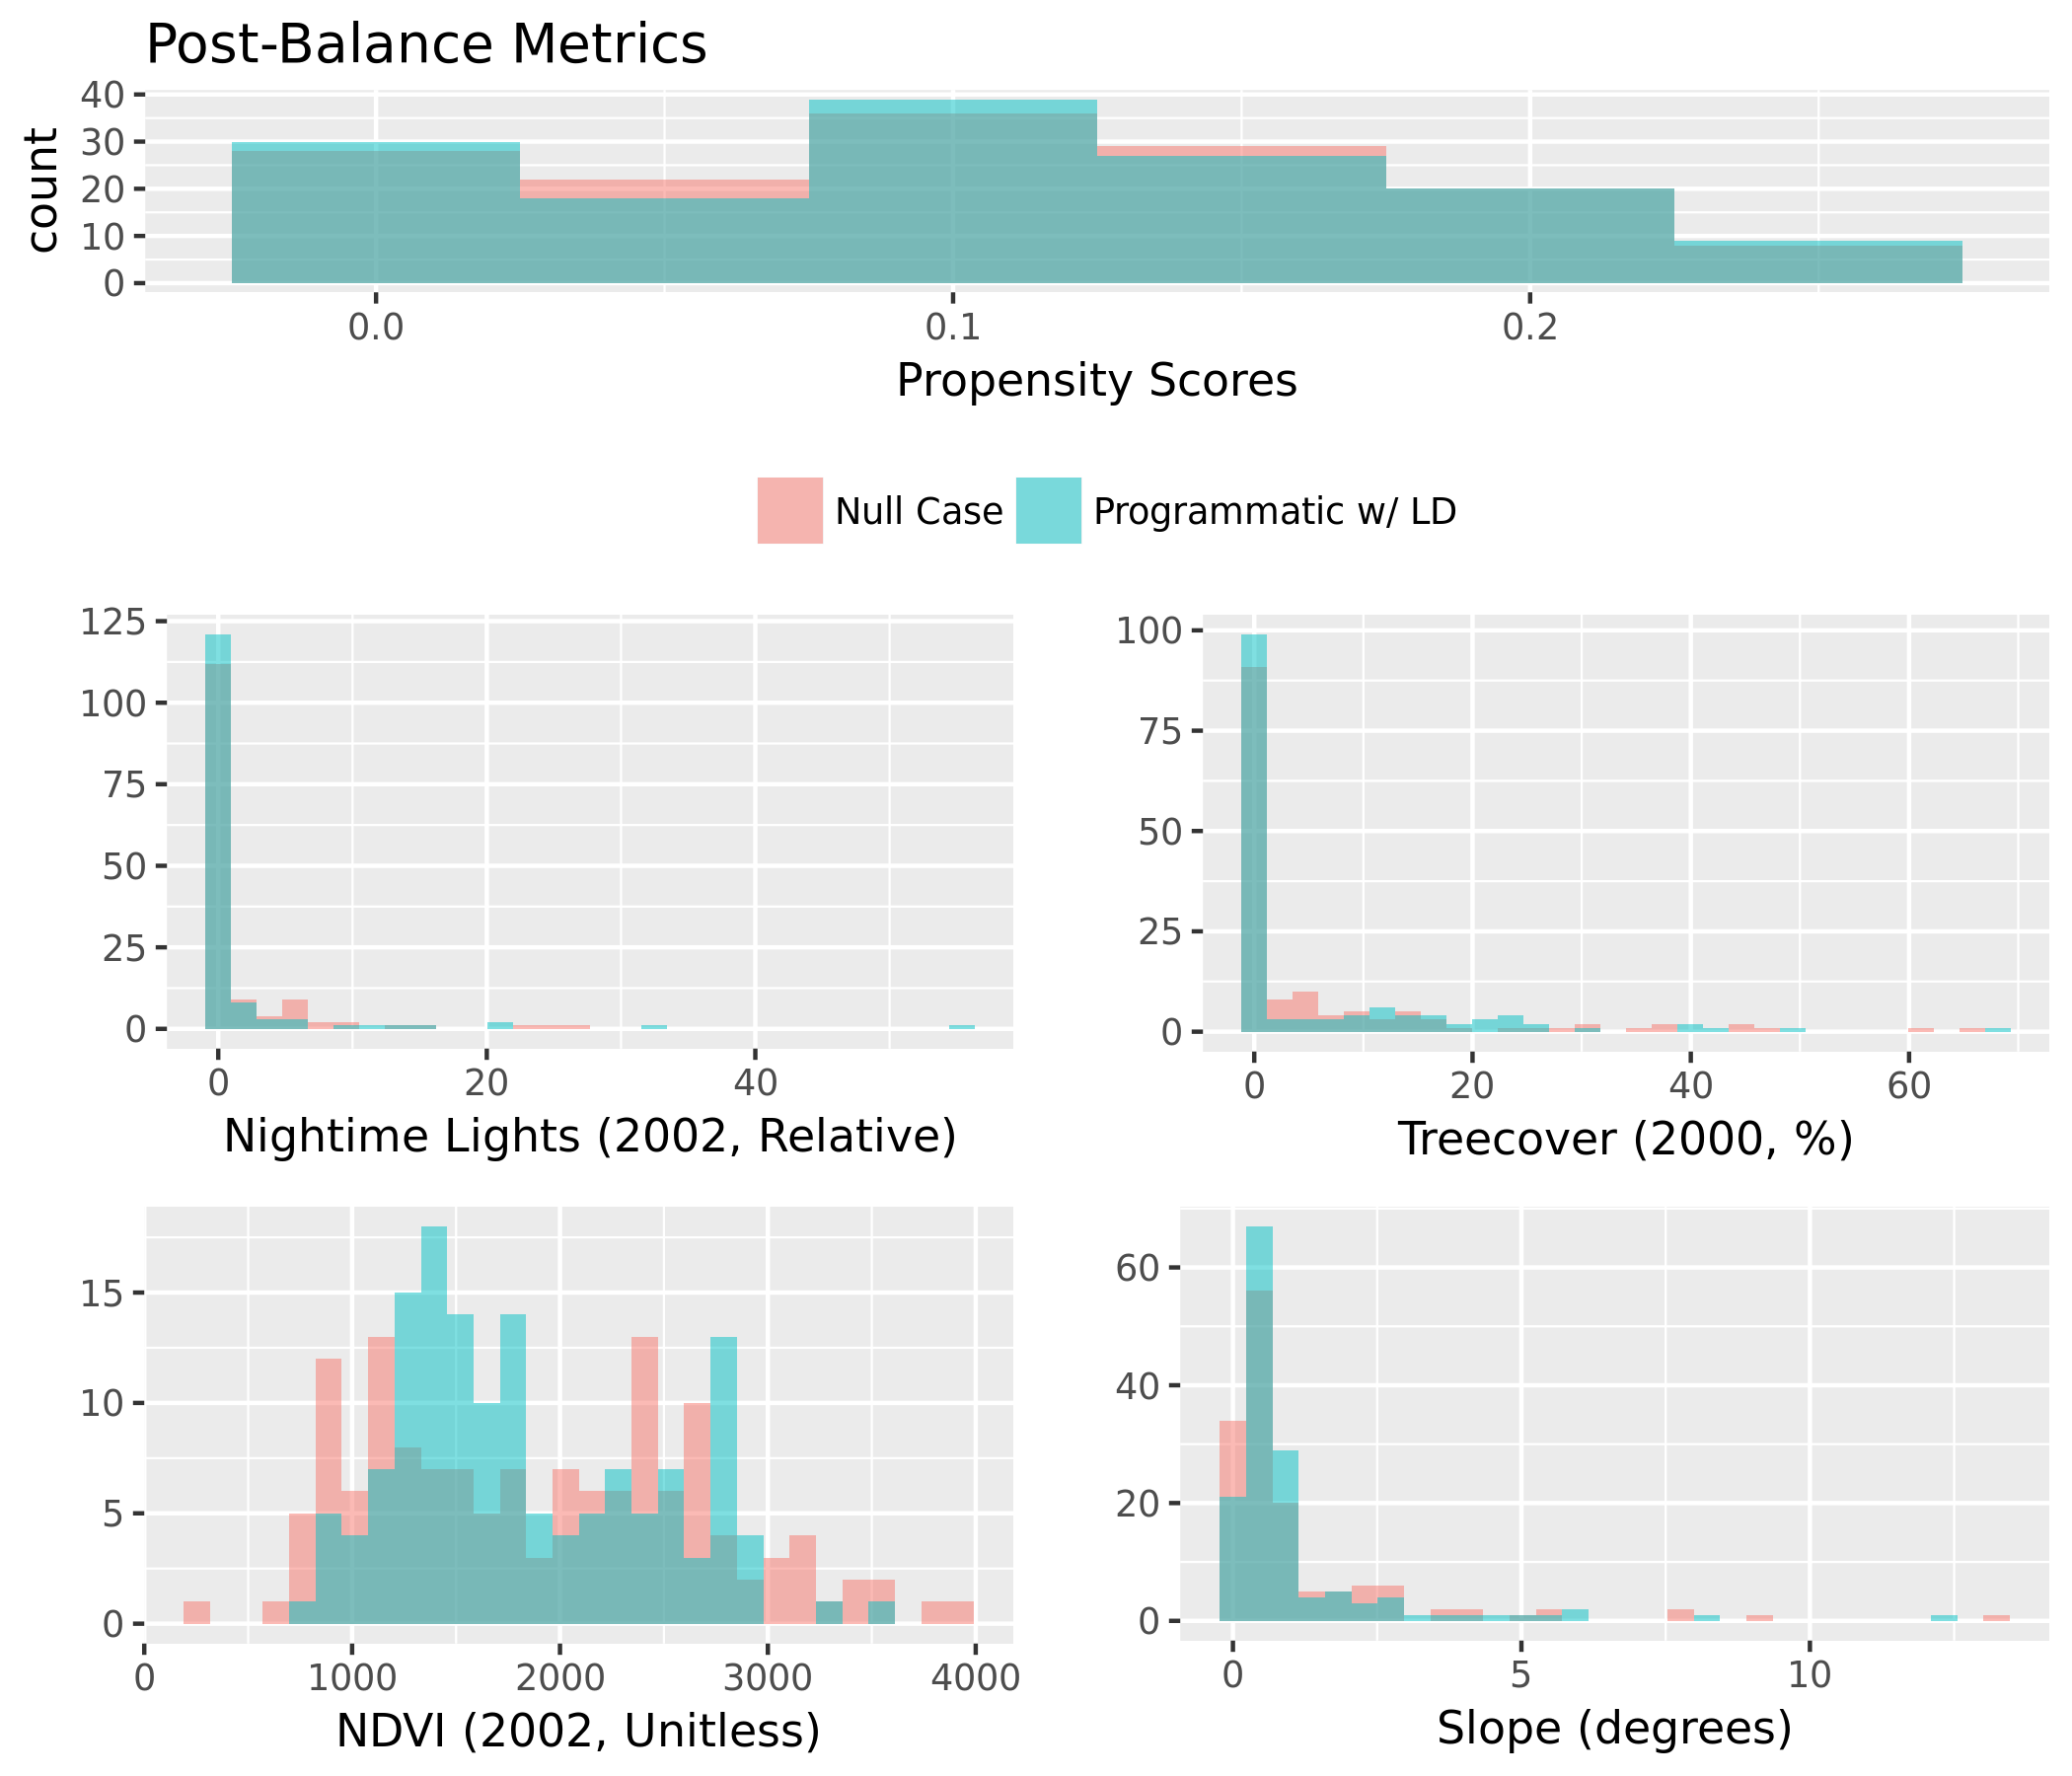 Post-Balance Metrics
40
30
20
10
0
count
0.0 0.1 0.2
Propensity Scores
Null Case Programmatic w/ LD
125
100
75
50
25
0
0 20 40
Nightime Lights (2002, Relative)
100
75
50
25
0
0 20 40 60
Treecover (2000, %)
15
10
5
0
0 1000 2000 3000 4000
NDVI (2002, Unitless)
60
40
20
0
0 5 10
Slope (degrees)